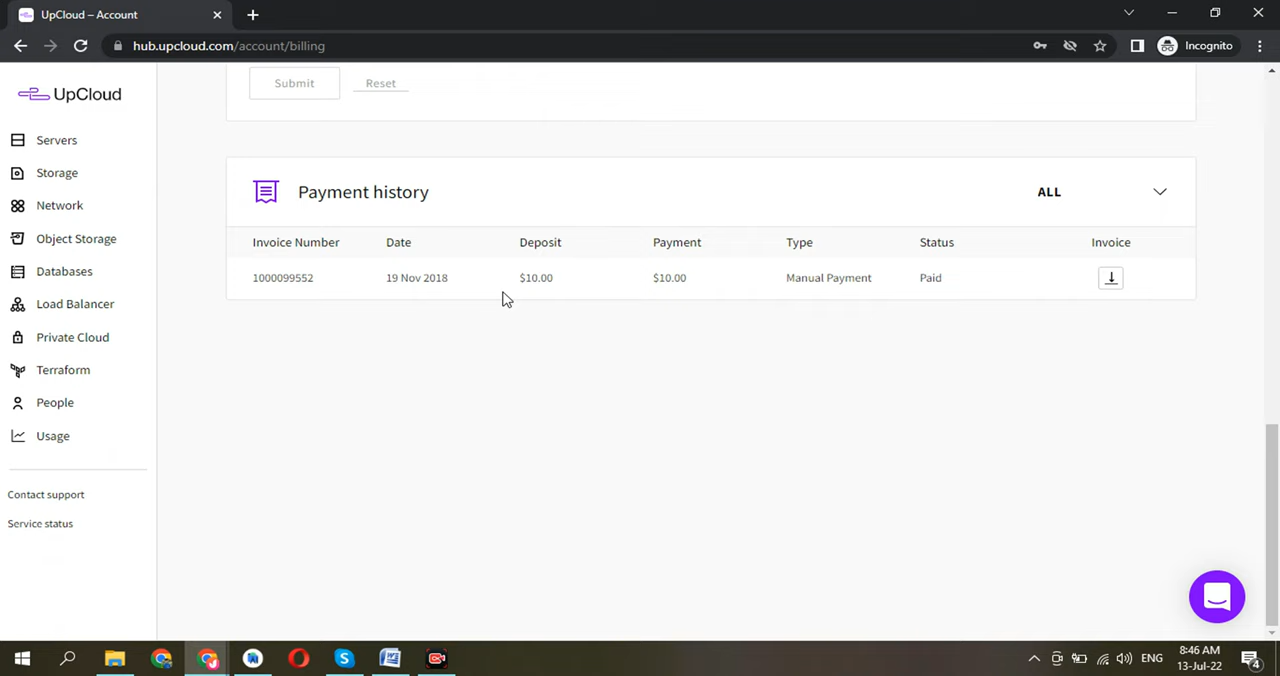 UpCloud – Account
hub.upcloud.com/account/billing
Incognito
UpCloud
Servers
Storage
Network
Object Storage
Databases
Load Balancer
Private Cloud
Terraform
People
Usage
Contact support
Service status
Submit Reset
Payment history ALL
Invoice Number Date Deposit Payment Type Status Invoice
1000099552 19 Nov 2018 $10.00 $10.00 Manual Payment Paid
ENG
8:46 AM
13-Jul-22
4